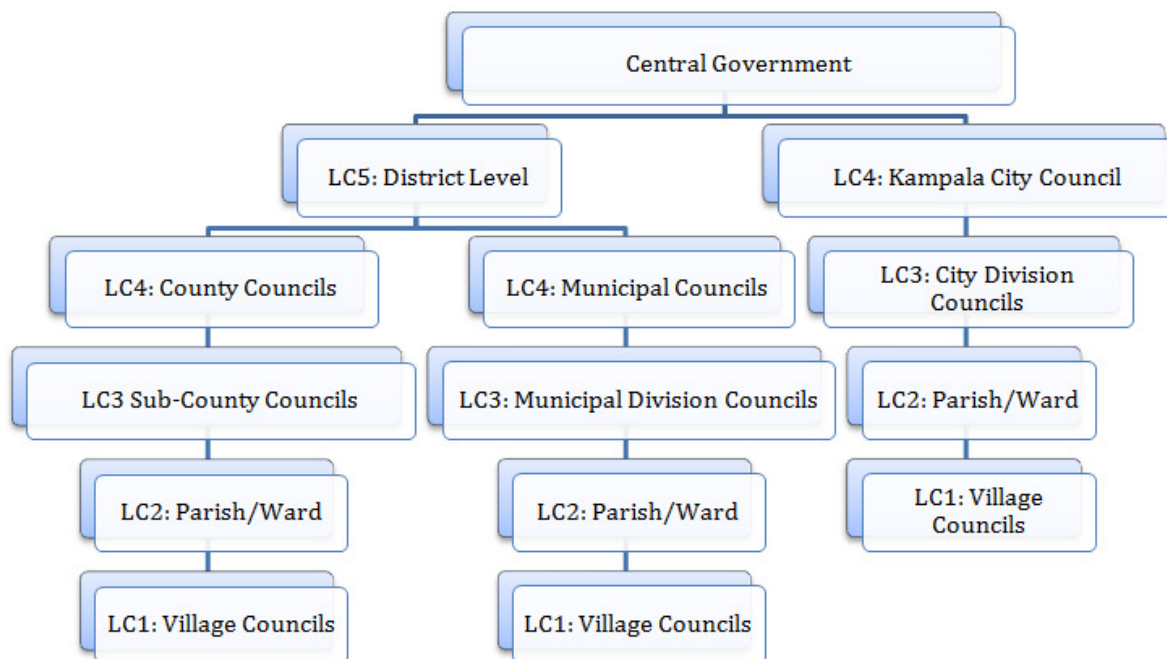 Central Government
LC5: District Level
LC4: Kampala City Council
LC4: County Councils
LC4: Municipal Councils
LC3: City Division
Councils
LC3 Sub-County Councils
LC3: Municipal Division Councils
LC2: Parish/Ward
LC2: Parish/Ward
LC2: Parish/Ward
LC1: Village
Councils
LC1: Village Councils
LC1: Village Councils